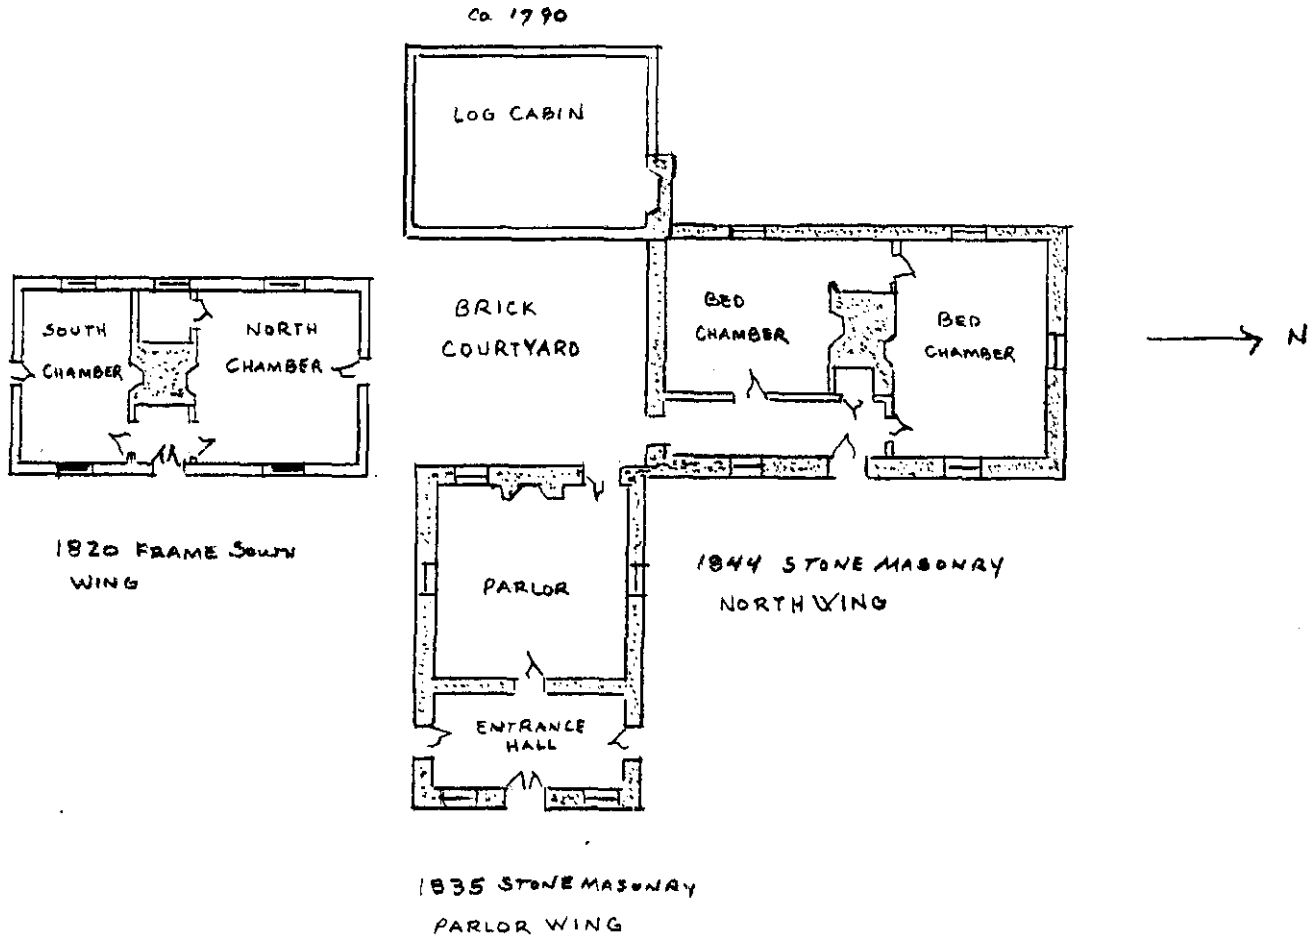 Ca 1790
LOG CABIN
BRICK
COURTYARD
SOUTH
CHAMBER
NORTH
CHAMBER
BED
CHAMBER
BED
CHAMBER
N
1820 FRAME SOUTH
WING
PARLOR
1844 STONE MASONRY
NORTH WING
ENTRANCE
HALL
1835 STONE MASONRY
PARLOR WING